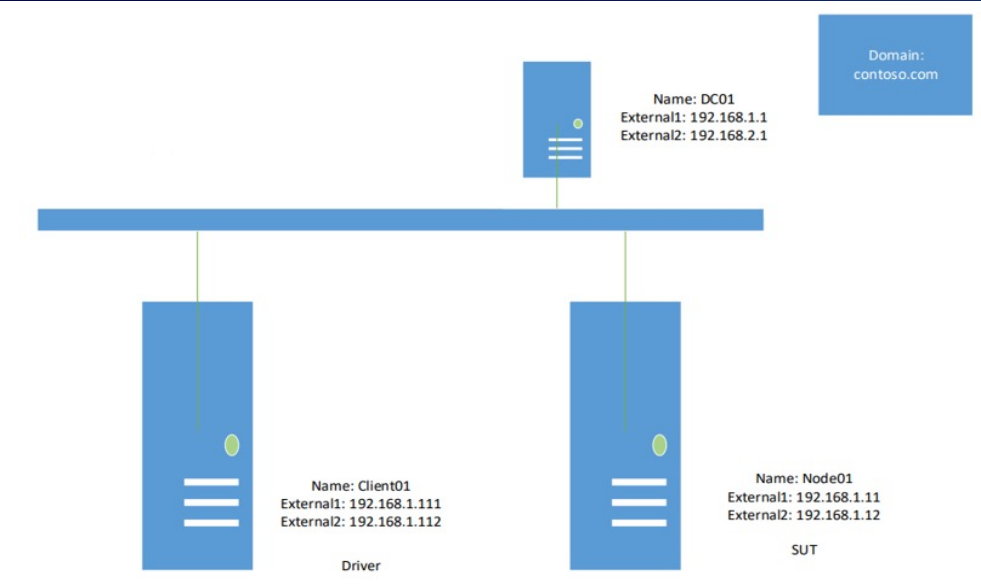 Domain:
contoso.com
Name: DC01
External1: 192.168.1.1
External2: 192.168.2.1
Name: Client01
External1: 192.168.1.111
External2: 192.168.1.112
Driver
Name: Node01
External1: 192.168.1.11
External2: 192.168.1.12
SUT